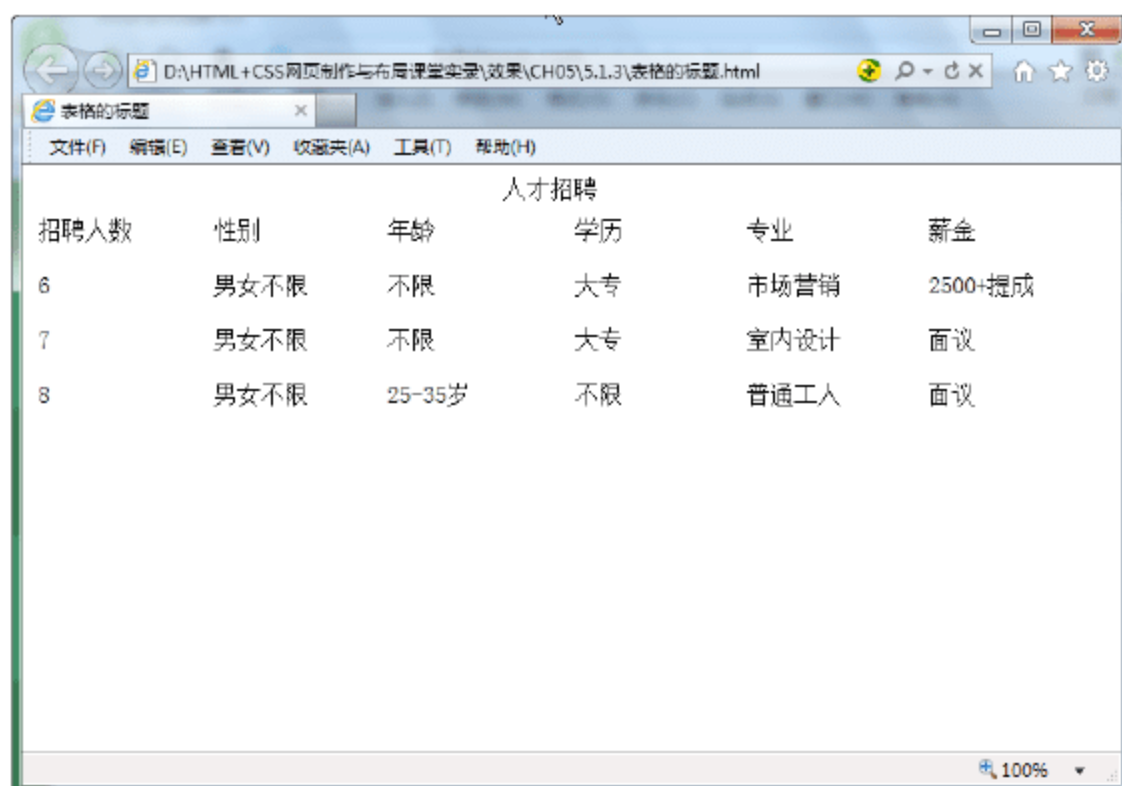 D:\HTML+CSS网页制作与布局课堂实录\效果\CH05\5.1.3\表格的标题.html
表格的标题
文件(F) 编辑(E) 查看(V) 收藏夹(A) 工具(T) 帮助(H)
人才招聘
招聘人数 性别 年龄 学历 专业 薪金
6 男女不限 不限 大专 市场营销 2500+提成
7 男女不限 不限 大专 室内设计 面议
8 男女不限 25-35岁 不限 普通工人 面议
100%